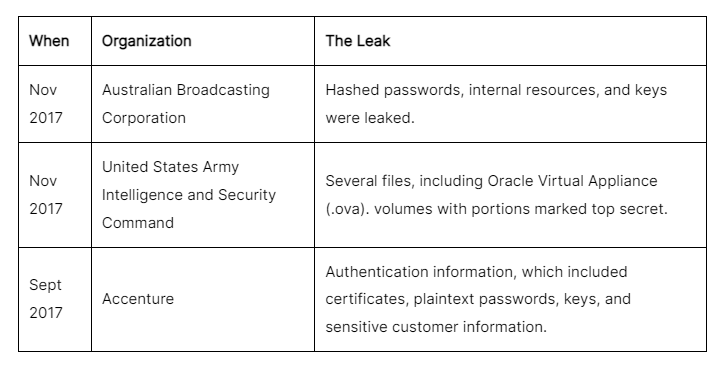 When Organization The Leak
Nov
2017
Australian Broadcasting
Corporation
Hashed passwords, internal resources, and keys
were leaked.
Nov
2017
United States Army
Intelligence and Security
Command
Several files, including Oracle Virtual Appliance
(.ova). volumes with portions marked top secret.
Sept
2017
Accenture
Authentication information, which included
certificates, plaintext passwords, keys, and
sensitive customer information.